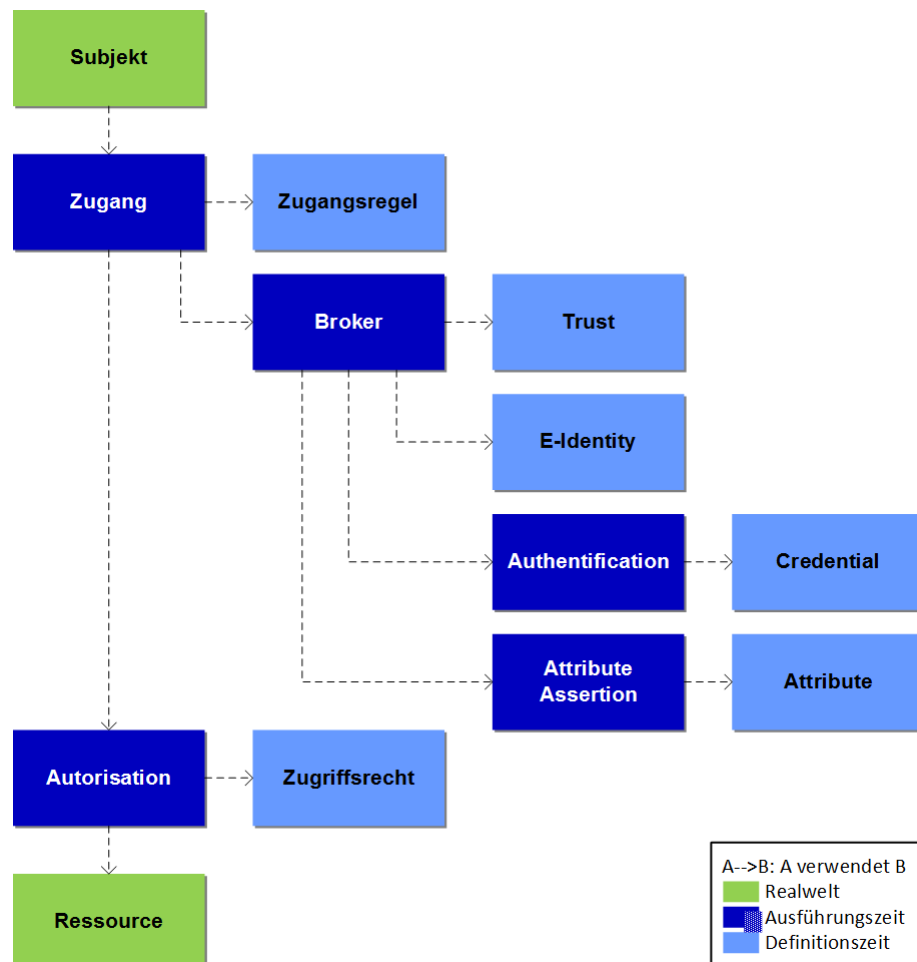 Subjekt
Zugang
Zugangsregel
Broker
Trust
E-Identity
Authentification
Credential
Attribute
Assertion
Attribute
Autorisation
Zugriffsrecht
Ressource
A-->B: A verwendet B
Realwelt
Ausführungszeit
Definitionszeit